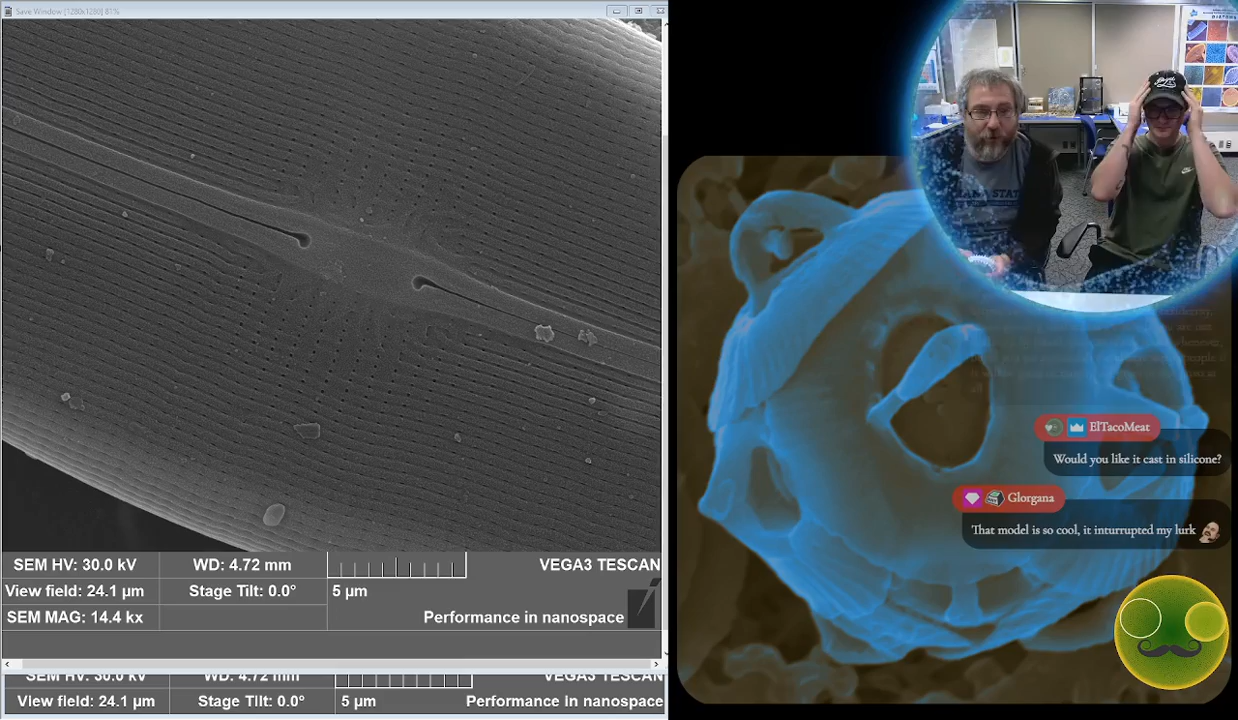 Save Window [1280x1280] 81%
SEM HV: 30.0 kV
WD: 4.72 mm
VEGA3 TESCAN
View field: 24.1 µm
Stage Tilt: 0.0°
5 µm
SEM MAG: 14.4 kx
Performance in nanospace
SEM HV: 30.0 kV
WD: 4.72 mm
VEGA3 TESCAN
View field: 24.1 µm
Stage Tilt: 0.0°
5 µm
Performance in nanospace
ElTacoMeat
Would you like it cast in silicone?
Glorgana
That model is so cool, it inturrupted my lurk